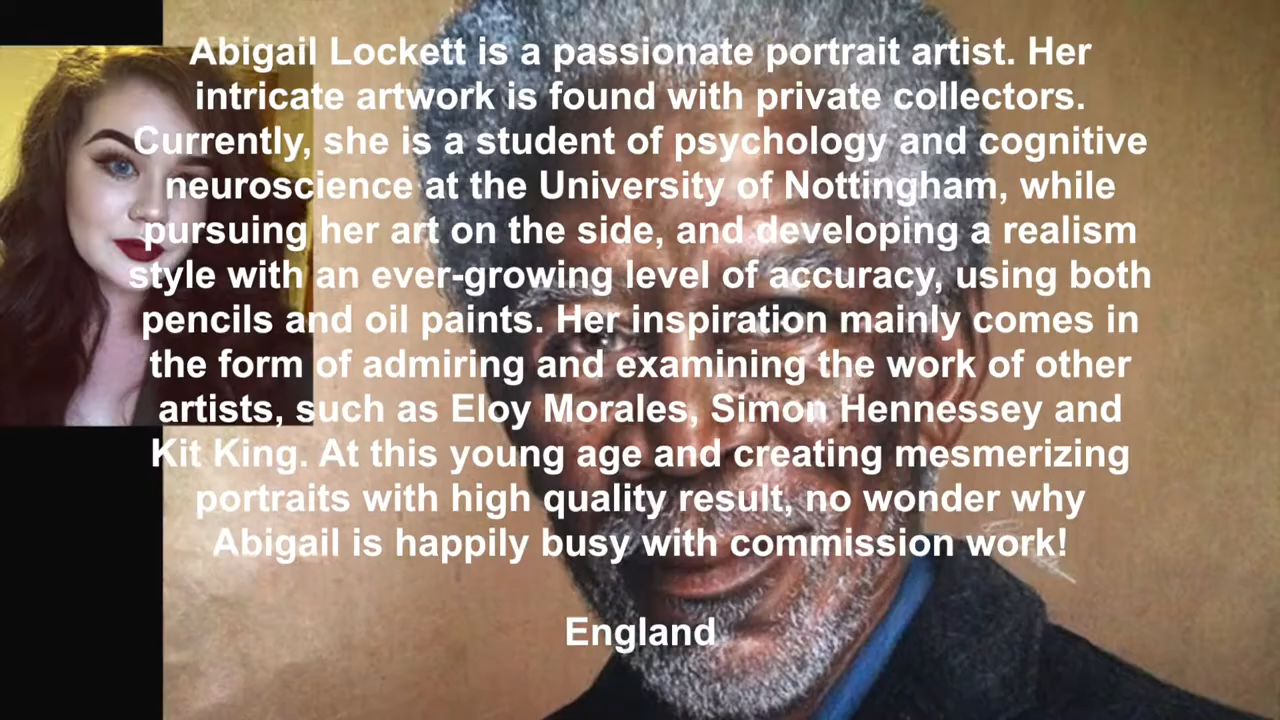 Abigail Lockett is a passionate portrait artist. Her
intricate artwork is found with private collectors.
Currently, she is a student of psychology and cognitive
neuroscience at the University of Nottingham, while
pursuing her art on the side, and developing a realism
style with an ever-growing level of accuracy, using both
pencils and oil paints. Her inspiration mainly comes in
the form of admiring and examining the work of other
artists, such as Eloy Morales, Simon Hennessey and
Kit King. At this young age and creating mesmerizing
portraits with high quality result, no wonder why
Abigail is happily busy with commission work!
England